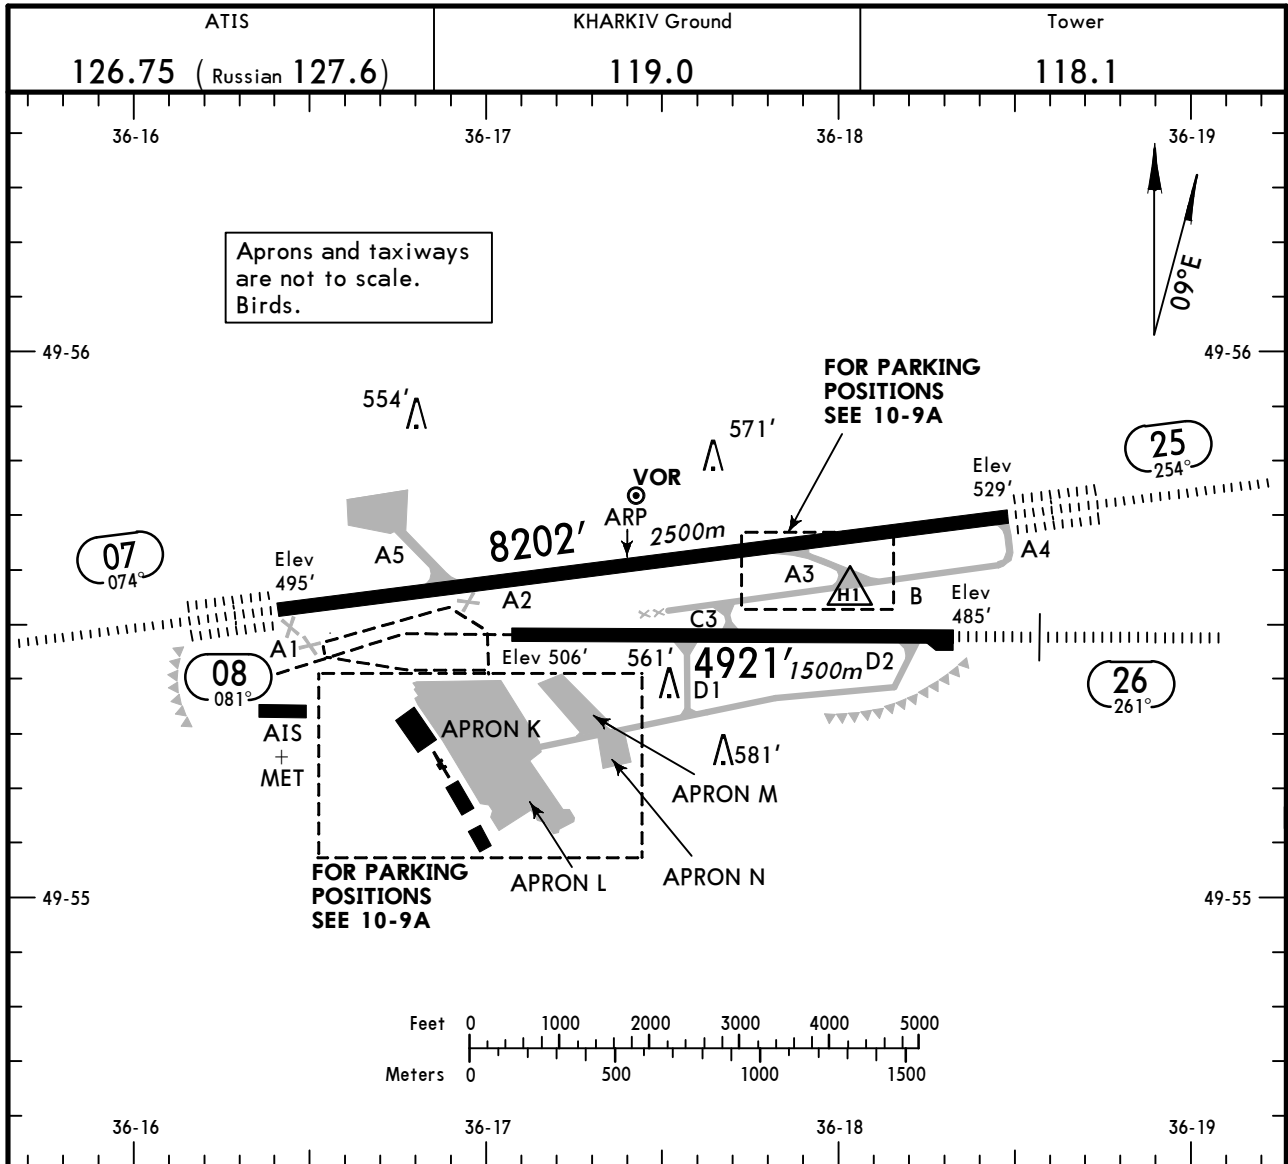 ATIS
126.75 (Russian 127.6)
KHARKIV Ground
119.0
Tower
118.1
36-16
36-17
36-18
36-19
09°E
Aprons and taxiways
are not to scale.
Birds.
49-56
49-56
FOR PARKING
POSITIONS
SEE 10-9A
554'
571'
25
254°
VOR
ARP
Elev
529'
8202'
2500m
07
074°
Elev
495'
A5
A4
A3
H1
B
A2
C3
Elev
485'
A1
08
081°
Elev 506'
561'
4921'
1500m
D2
D1
26
261°
AIS
+
MET
APRON K
581'
APRON M
APRON N
APRON L
FOR PARKING
POSITIONS
SEE 10-9A
49-55
49-55
Feet 0 1000 2000 3000 4000 5000
Meters 0 500 1000 1500
36-16
36-17
36-18
36-19